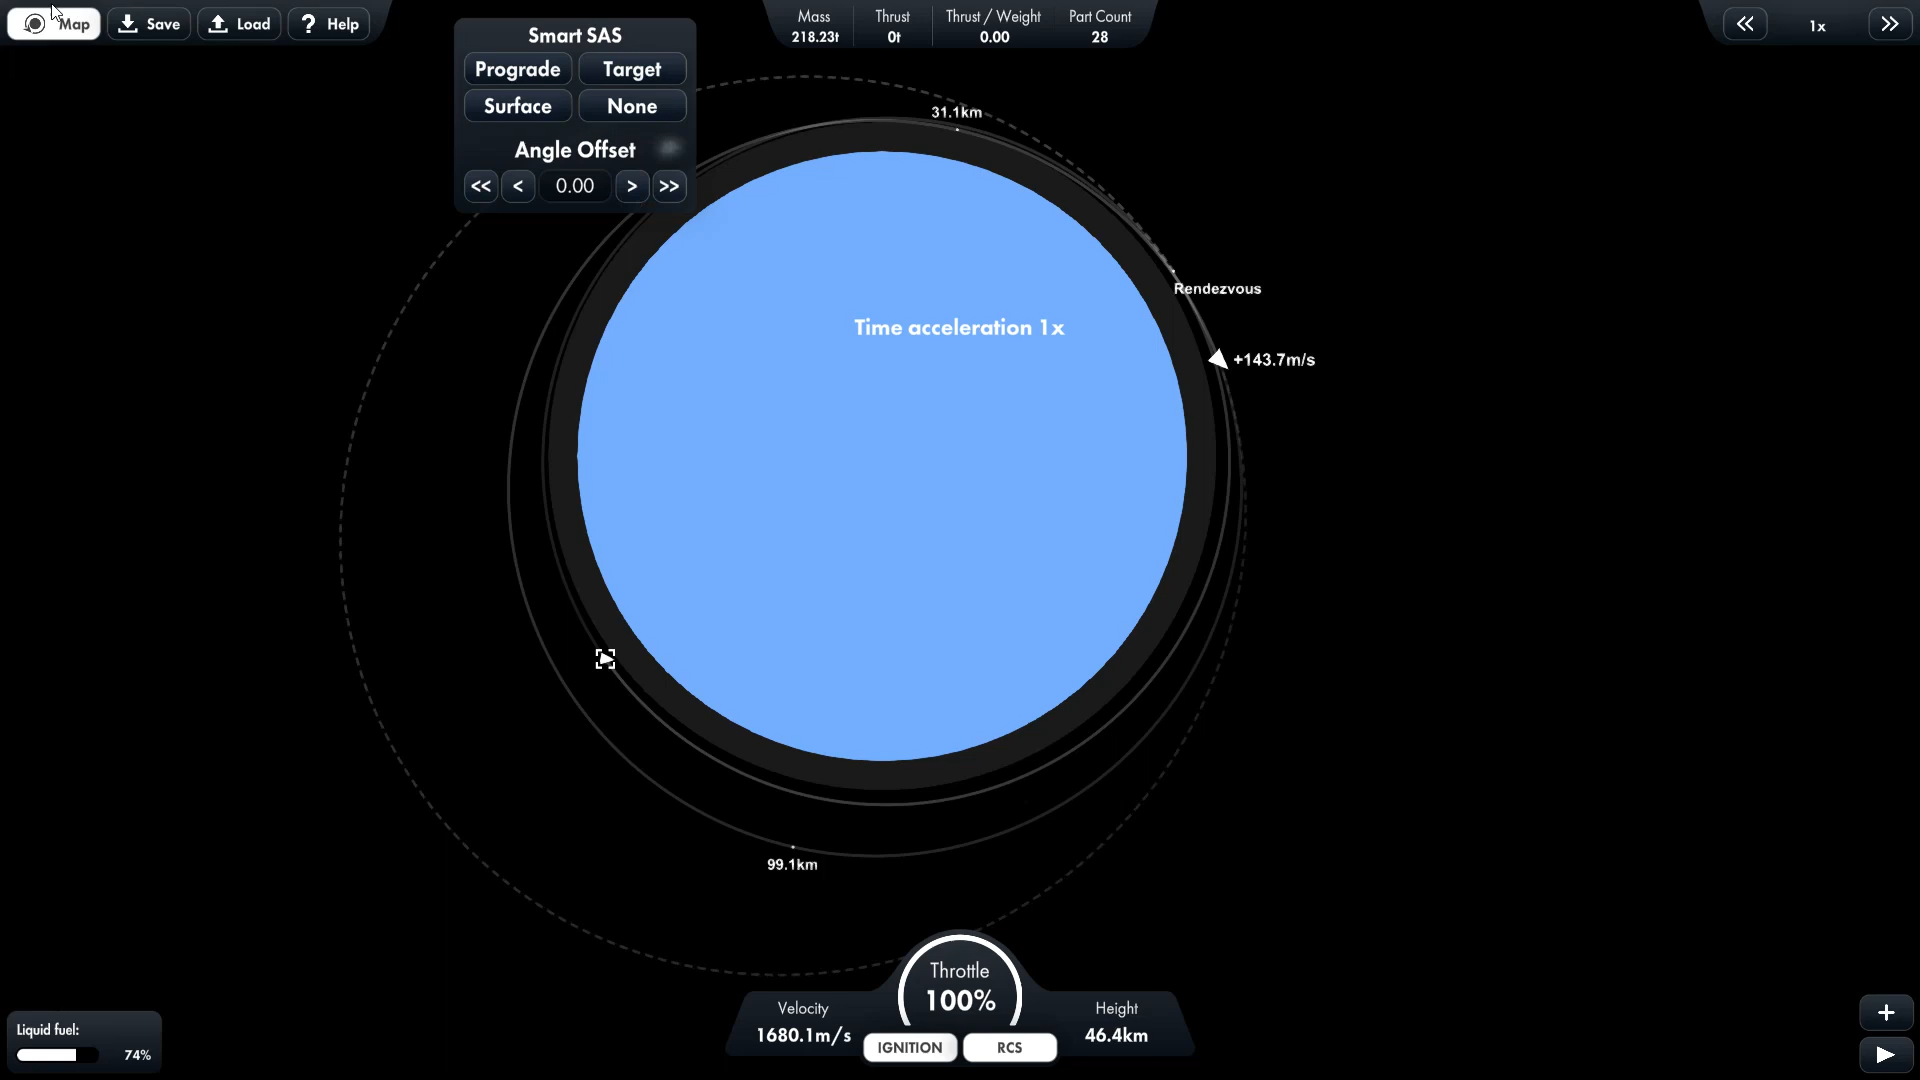 Map
Save
Load
Help
Smart SAS
Prograde
Target
Surface
None
Angle Offset
<<
<
0.00
>
>>
Mass
218.23t
Thrust
0t
Thrust / Weight
0.00
Part Count
28
1x
31.1km
Rendezvous
Time acceleration 1x
+143.7m/s
99.1km
Throttle
100%
Velocity
1680.1m/s
Height
46.4km
IGNITION
RCS
Liquid fuel:
74%